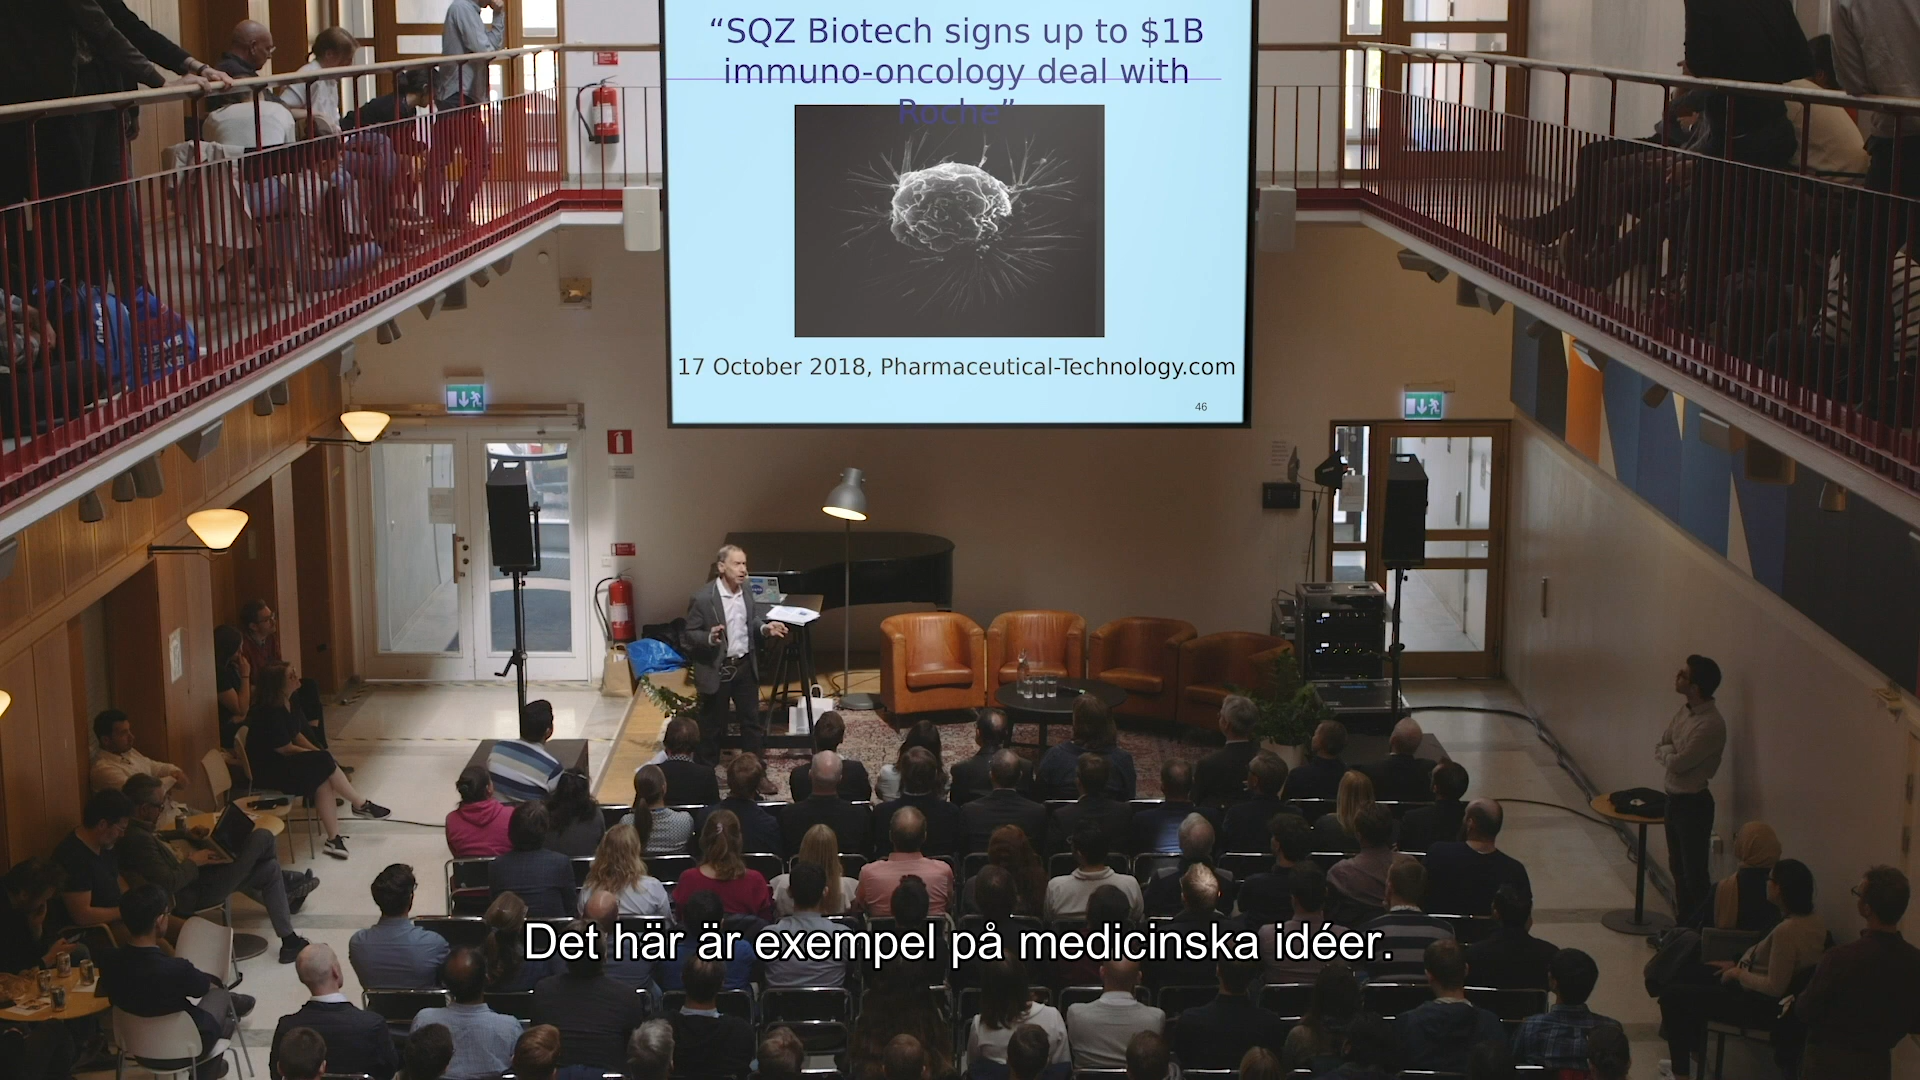 “SQZ Biotech signs up to $1B
immuno-oncology deal with
Roche”
17 October 2018, Pharmaceutical-Technology.com
46
Det här är exempel på medicinska idéer.